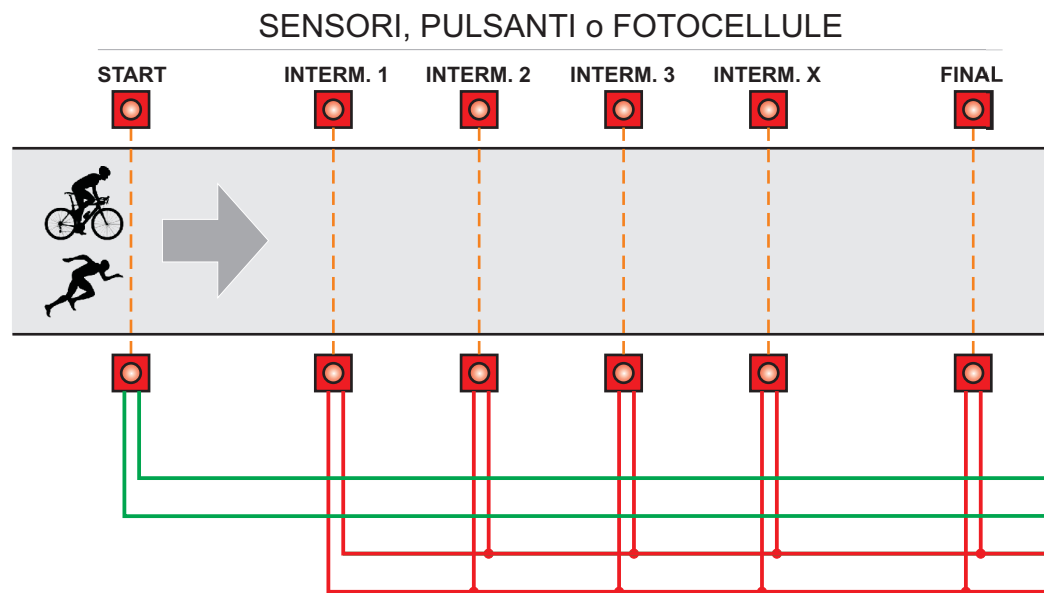 SENSORI, PULSANTI o FOTOCELLULE
START INTERM. 1 INTERM. 2 INTERM. 3 INTERM. X FINAL